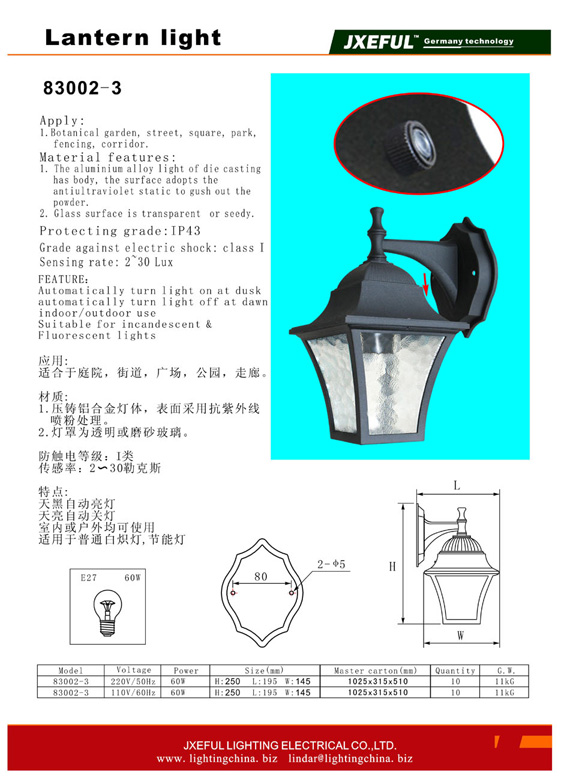 Lantern light
JXEFUL™ Germany technology
83002-3
Apply:
1.Botanical garden, street, square, park,
fencing, corridor.
Material features:
1. The aluminium alloy light of die casting
has body, the surface adopts the
antiultraviolet static to gush out the
powder.
2. Glass surface is transparent or seedy.
Protecting grade:IP43
Grade against electric shock: class I
Sensing rate: 2~30 Lux
FEATURE:
Automatically turn light on at dusk
automatically turn light off at dawn
indoor/outdoor use
Suitable for incandescent &
Fluorescent lights
应用:
适合于庭院，街道，广场，公园，走廊。
材质:
1.压铸铝合金灯体，表面采用抗紫外线
喷粉处理。
2.灯罩为透明或磨砂玻璃。
防触电等级: I类
传感率: 2~30勒克斯
特点:
天黑自动亮灯
天亮自动关灯
室内或户外均可使用
适用于普通白炽灯,节能灯
E27 60W
80
2-Φ5
L
H
W
Model Voltage Power Size(mm) Master carton(mm) Quantity G.W.
83002-3 220V/50Hz 60W H:250 L:195 W:145 1025x315x510 10 11kG
83002-3 110V/60Hz 60W H:250 L:195 W:145 1025x315x510 10 11kG
JXEFUL LIGHTING ELECTRICAL CO.,LTD.
www. lightingchina. biz lindar@lightingchina. biz